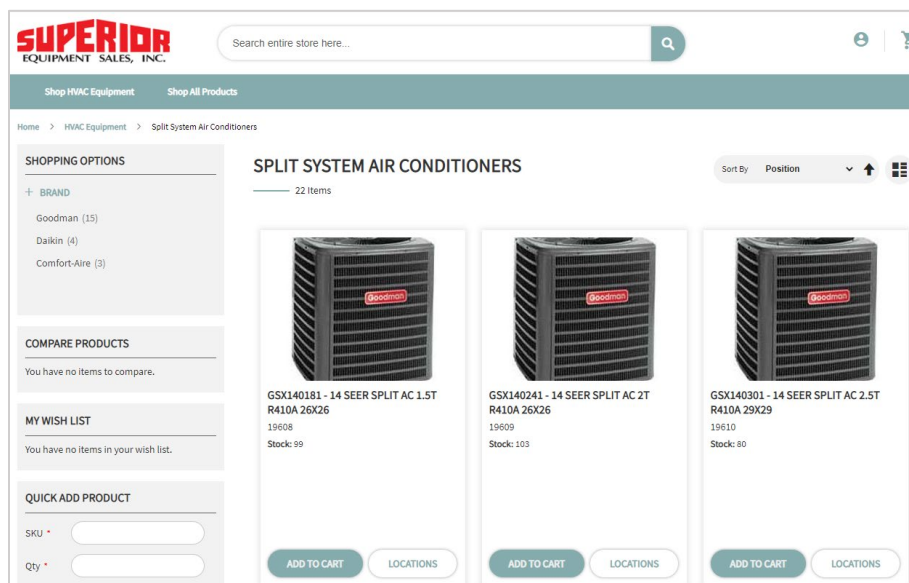 SUPERIOR
EQUIPMENT SALES, INC.
Search entire store here...
Shop HVAC Equipment
Shop All Products
Home > HVAC Equipment > Split System Air Conditioners
SHOPPING OPTIONS
+ BRAND
Goodman (15)
Daikin (4)
Comfort-Aire (3)
COMPARE PRODUCTS
You have no items to compare.
MY WISH LIST
You have no items in your wish list.
QUICK ADD PRODUCT
SKU *
Qty *
SPLIT SYSTEM AIR CONDITIONERS
22 Items
Sort By Position
Goodman
GSX140181 - 14 SEER SPLIT AC 1.5T
R410A 26X26
19608
Stock: 99
ADD TO CART
LOCATIONS
Goodman
GSX140241 - 14 SEER SPLIT AC 2T
R410A 26X26
19609
Stock: 103
ADD TO CART
LOCATIONS
Goodman
GSX140301 - 14 SEER SPLIT AC 2.5T
R410A 29X29
19610
Stock: 80
ADD TO CART
LOCATIONS